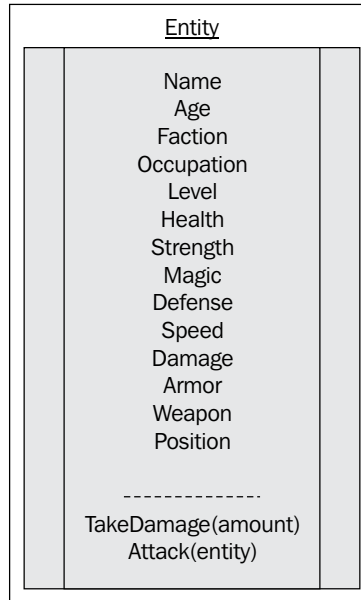 Entity
Name
Age
Faction
Occupation
Level
Health
Strength
Magic
Defense
Speed
Damage
Armor
Weapon
Position
--------------
TakeDamage(amount)
Attack(entity)